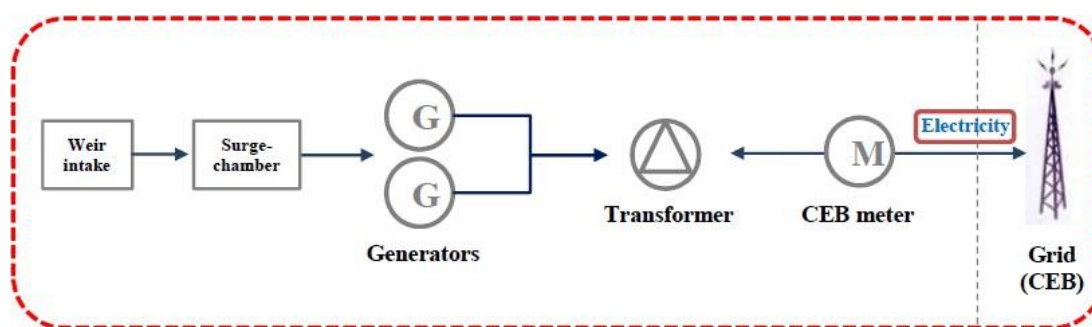 Weir
intake
Surge-
chamber
G
G
Generators
Transformer
M
CEB meter
Electricity
Grid
(CEB)